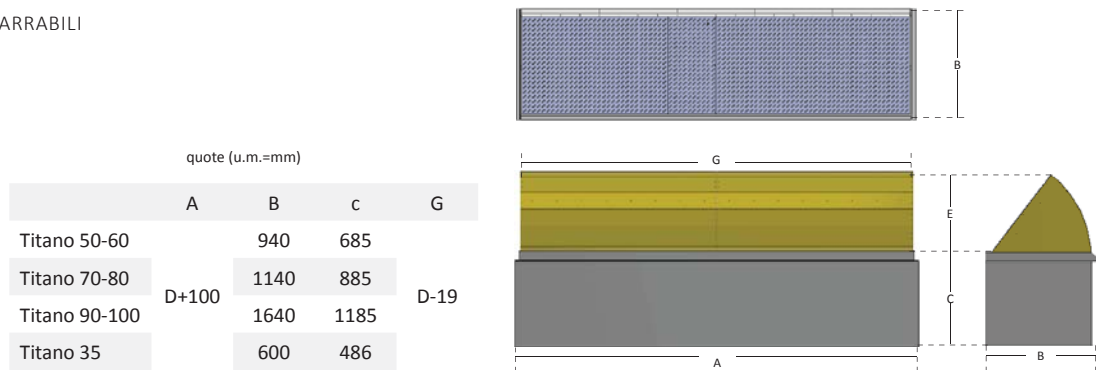 ARRABILI
quote (u.m.=mm)
A B c G
Titano 50-60 940 685
Titano 70-80 1140 885
D+100 D-19
Titano 90-100 1640 1185
Titano 35 600 486
B
G
E
C
A
B